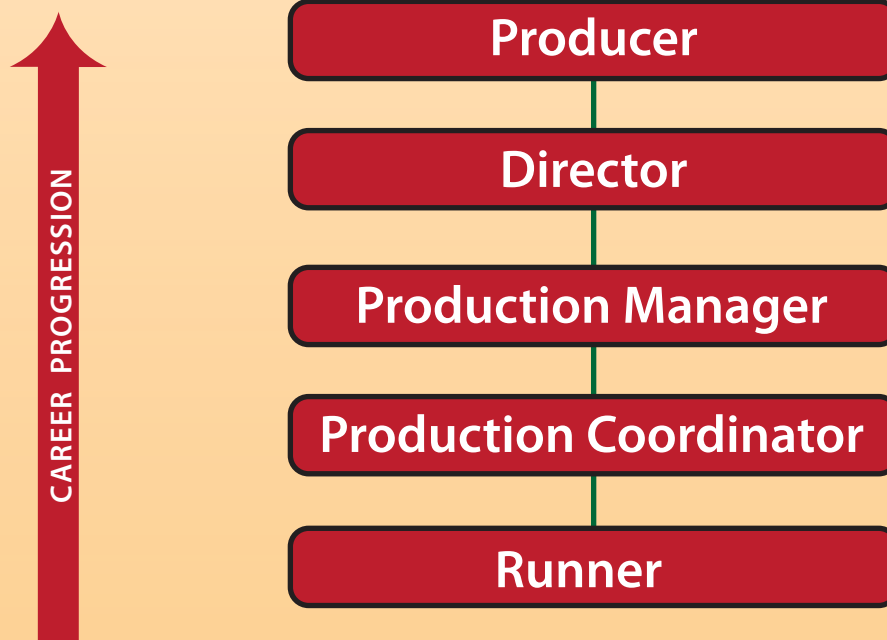 Producer
Director
CAREER PROGRESSION
Production Manager
Production Coordinator
Runner